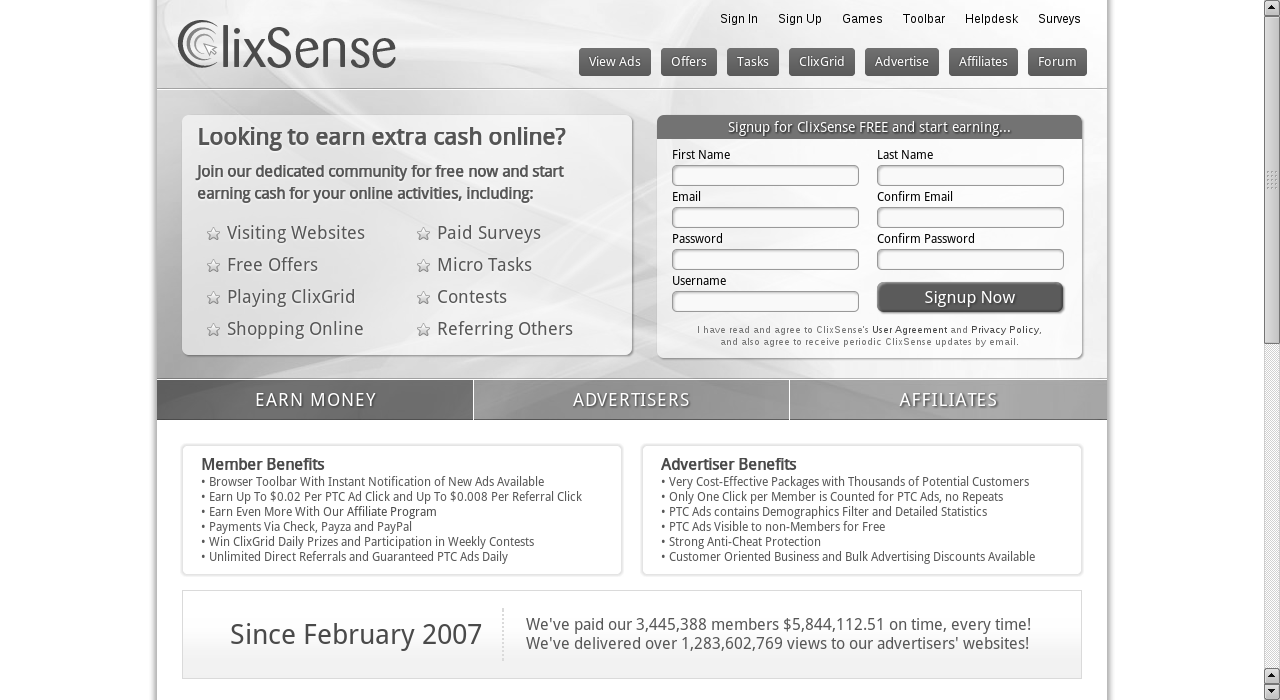 ClixSense
Sign In Sign Up Games Toolbar Helpdesk Surveys
View Ads Offers Tasks ClixGrid Advertise Affiliates Forum
Looking to earn extra cash online?
Join our dedicated community for free now and start
earning cash for your online activities, including:
Visiting Websites Paid Surveys
Free Offers Micro Tasks
Playing ClixGrid Contests
Shopping Online Referring Others
Signup for ClixSense FREE and start earning...
First Name Last Name
Email Confirm Email
Password Confirm Password
Username
Signup Now
I have read and agree to ClixSense's User Agreement and Privacy Policy,
and also agree to receive periodic ClixSense updates by email.
EARN MONEY ADVERTISERS AFFILIATES
Member Benefits
• Browser Toolbar With Instant Notification of New Ads Available
• Earn Up To $0.02 Per PTC Ad Click and Up To $0.008 Per Referral Click
• Earn Even More With Our Affiliate Program
• Payments Via Check, Payza and PayPal
• Win ClixGrid Daily Prizes and Participation in Weekly Contests
• Unlimited Direct Referrals and Guaranteed PTC Ads Daily
Advertiser Benefits
• Very Cost-Effective Packages with Thousands of Potential Customers
• Only One Click per Member is Counted for PTC Ads, no Repeats
• PTC Ads contains Demographics Filter and Detailed Statistics
• PTC Ads Visible to non-Members for Free
• Strong Anti-Cheat Protection
• Customer Oriented Business and Bulk Advertising Discounts Available
Since February 2007
We've paid our 3,445,388 members $5,844,112.51 on time, every time!
We've delivered over 1,283,602,769 views to our advertisers' websites!